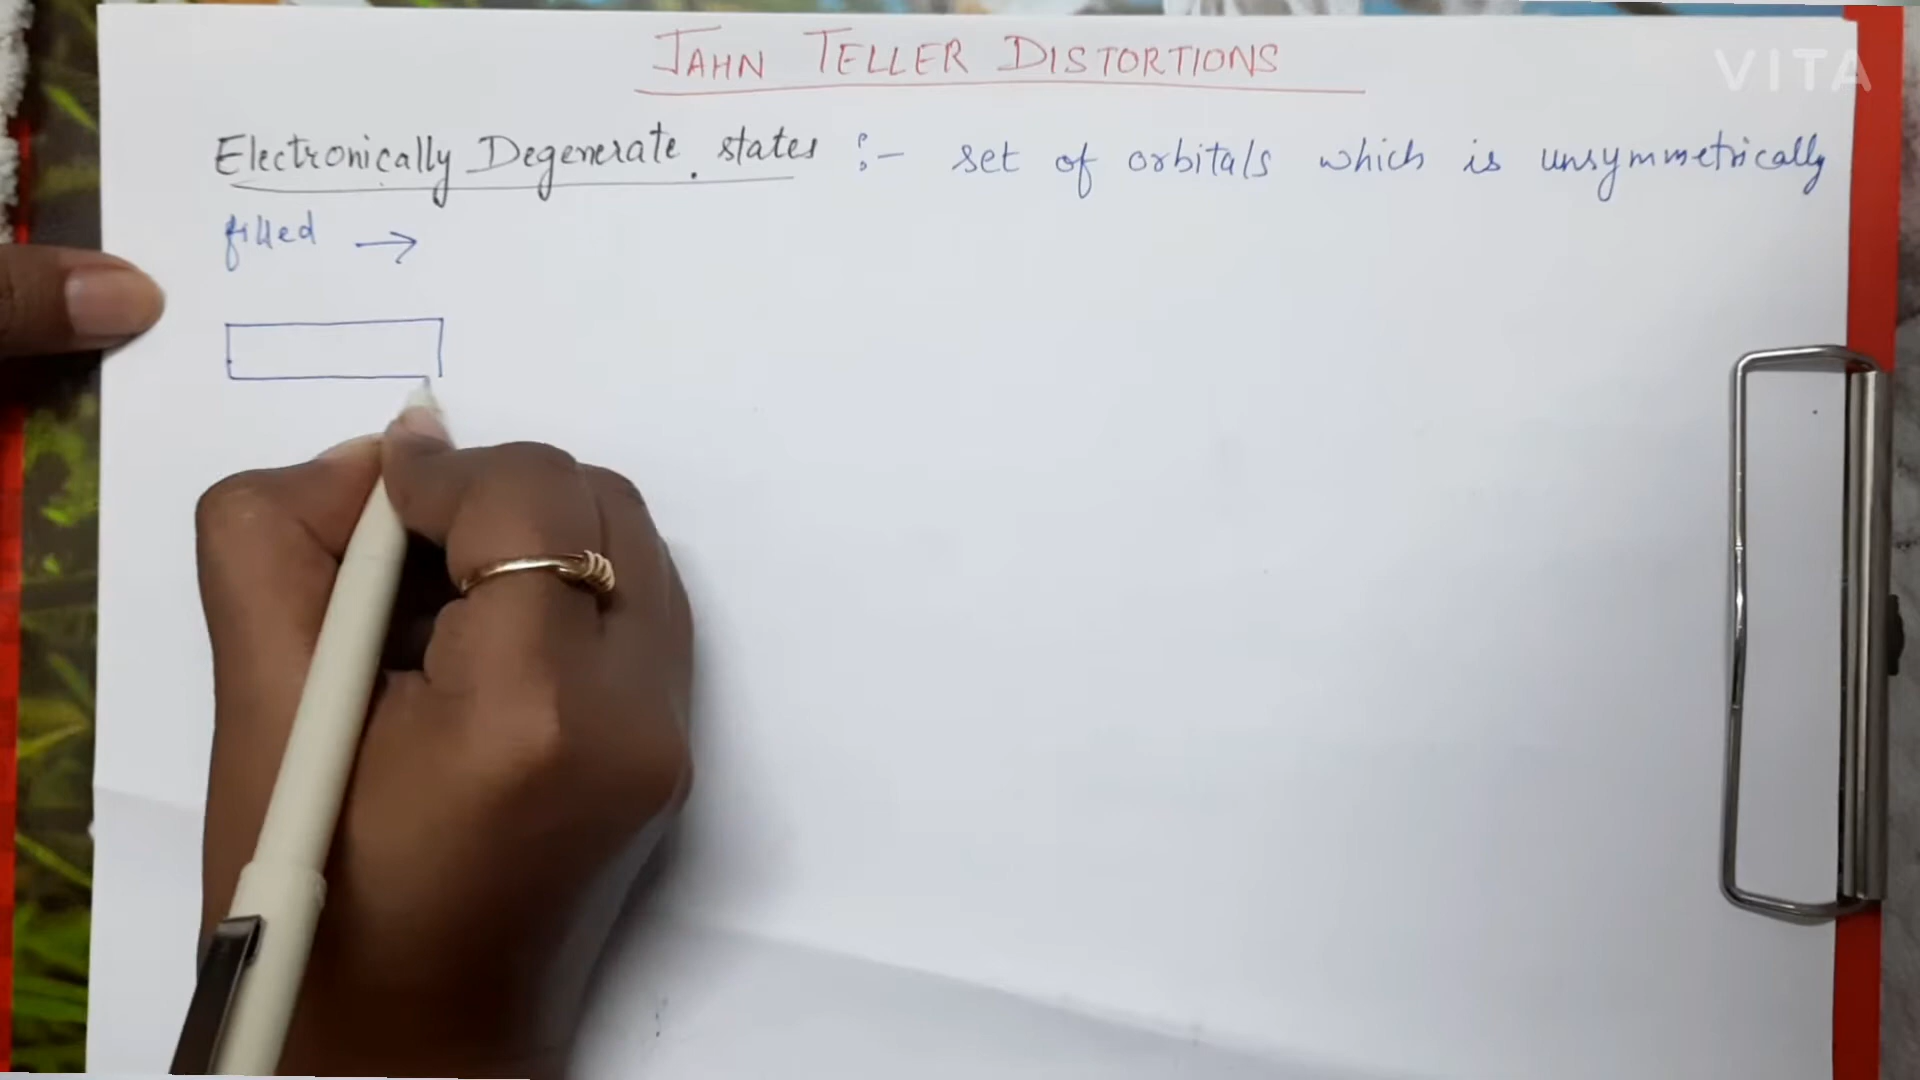 JAHN TELLER DISTORTIONS
VITA
Electronically Degenerate states :- set of orbitals which is unsymmetrically
filled →